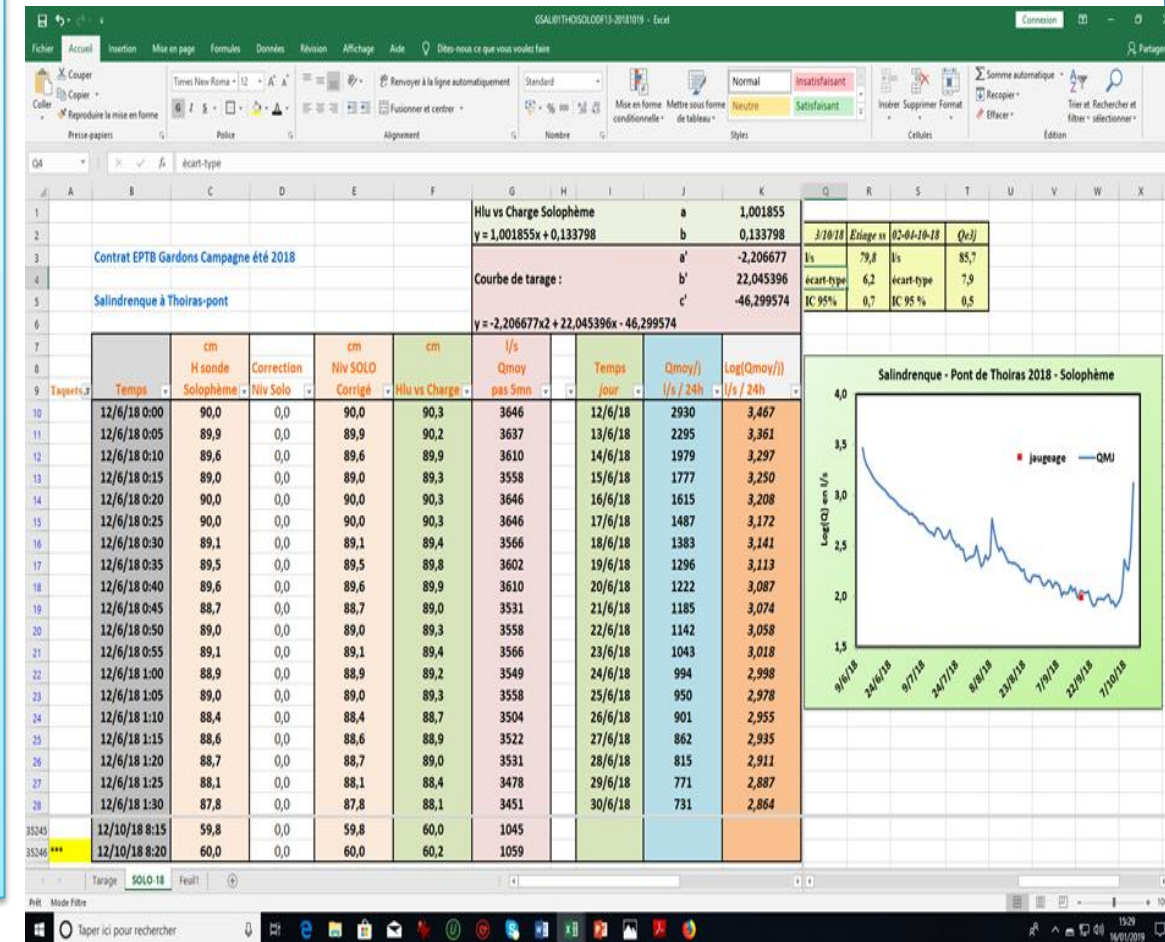 GSALI01THOISOLODF13-20181019 - Excel
Connexion
Fichier Accueil Insertion Mise en page Formules Données Révision Affichage Aide Dites-nous ce que vous voulez faire Partager
Couper
Copier
Reproduire la mise en forme
Coller
Times New Roma 12
Renvoyer à la ligne automatiquement
Fusionner et centrer
Standard
Mise en forme conditionnelle
Mettre sous forme de tableau
Normal Insatisfaisant
Neutre Satisfaisant
Insérer Supprimer Format
Somme automatique
Recopier
Effacer
Trier et filtrer
Rechercher et sélectionner
Presse-papiers Police Alignement Nombre Styles Cellules Édition
Q4 fx écart-type
A B C D E F G H I J K Q R S T U V W X
1 Hlu vs Charge Solophème a 1,001855
2 y = 1,001855x + 0,133798 b 0,133798 3/10/18 Etiage ss 02-04-10-18 Qe3j
3 Contrat EPTB Gardons Campagne été 2018 a' -2,206677 l/s 79,8 l/s 85,7
4 Courbe de tarage : b' 22,045396 écart-type 6,2 écart-type 7,9
5 Salindrenque à Thoiras-pont c' -46,299574 IC 95% 0,7 IC 95 % 0,5
6 y = -2,206677x2 + 22,045396x - 46,299574
7 cm cm cm l/s
8 H sonde Correction Niv SOLO Qmoy Temps Qmoy/j Log(Qmoy/j)
9 Taquets Temps Solophème Niv Solo Corrigé Hlu vs Charge pas 5mn jour l/s / 24h l/s / 24h
10 12/6/18 0:00 90,0 0,0 90,0 90,3 3646 12/6/18 2930 3,467
11 12/6/18 0:05 89,9 0,0 89,9 90,2 3637 13/6/18 2295 3,361
12 12/6/18 0:10 89,6 0,0 89,6 89,9 3610 14/6/18 1979 3,297
13 12/6/18 0:15 89,0 0,0 89,0 89,3 3558 15/6/18 1777 3,250
14 12/6/18 0:20 90,0 0,0 90,0 90,3 3646 16/6/18 1615 3,208
15 12/6/18 0:25 90,0 0,0 90,0 90,3 3646 17/6/18 1487 3,172
16 12/6/18 0:30 89,1 0,0 89,1 89,4 3566 18/6/18 1383 3,141
17 12/6/18 0:35 89,5 0,0 89,5 89,8 3602 19/6/18 1296 3,113
18 12/6/18 0:40 89,6 0,0 89,6 89,9 3610 20/6/18 1222 3,087
19 12/6/18 0:45 88,7 0,0 88,7 89,0 3531 21/6/18 1185 3,074
20 12/6/18 0:50 89,0 0,0 89,0 89,3 3558 22/6/18 1142 3,058
21 12/6/18 0:55 89,1 0,0 89,1 89,4 3566 23/6/18 1043 3,018
22 12/6/18 1:00 88,9 0,0 88,9 89,2 3549 24/6/18 994 2,998
23 12/6/18 1:05 89,0 0,0 89,0 89,3 3558 25/6/18 950 2,978
24 12/6/18 1:10 88,4 0,0 88,4 88,7 3504 26/6/18 901 2,955
25 12/6/18 1:15 88,6 0,0 88,6 88,9 3522 27/6/18 862 2,935
26 12/6/18 1:20 88,7 0,0 88,7 89,0 3531 28/6/18 815 2,911
27 12/6/18 1:25 88,1 0,0 88,1 88,4 3478 29/6/18 771 2,887
28 12/6/18 1:30 87,8 0,0 87,8 88,1 3451 30/6/18 731 2,864
35245 12/10/18 8:15 59,8 0,0 59,8 60,0 1045
35246 *** 12/10/18 8:20 60,0 0,0 60,0 60,2 1059
Salindrenque - Pont de Thoiras 2018 - Solophème
jaugeage QMJ
Log(Q) en l/s
4,0
3,5
3,0
2,5
2,0
1,5
9/6/18 24/6/18 9/7/18 24/7/18 8/8/18 23/8/18 7/9/18 22/9/18 7/10/18
Tarage SOLO-18 Feuil1
Prêt Mode Filtre
Taper ici pour rechercher
15:29
16/01/2019